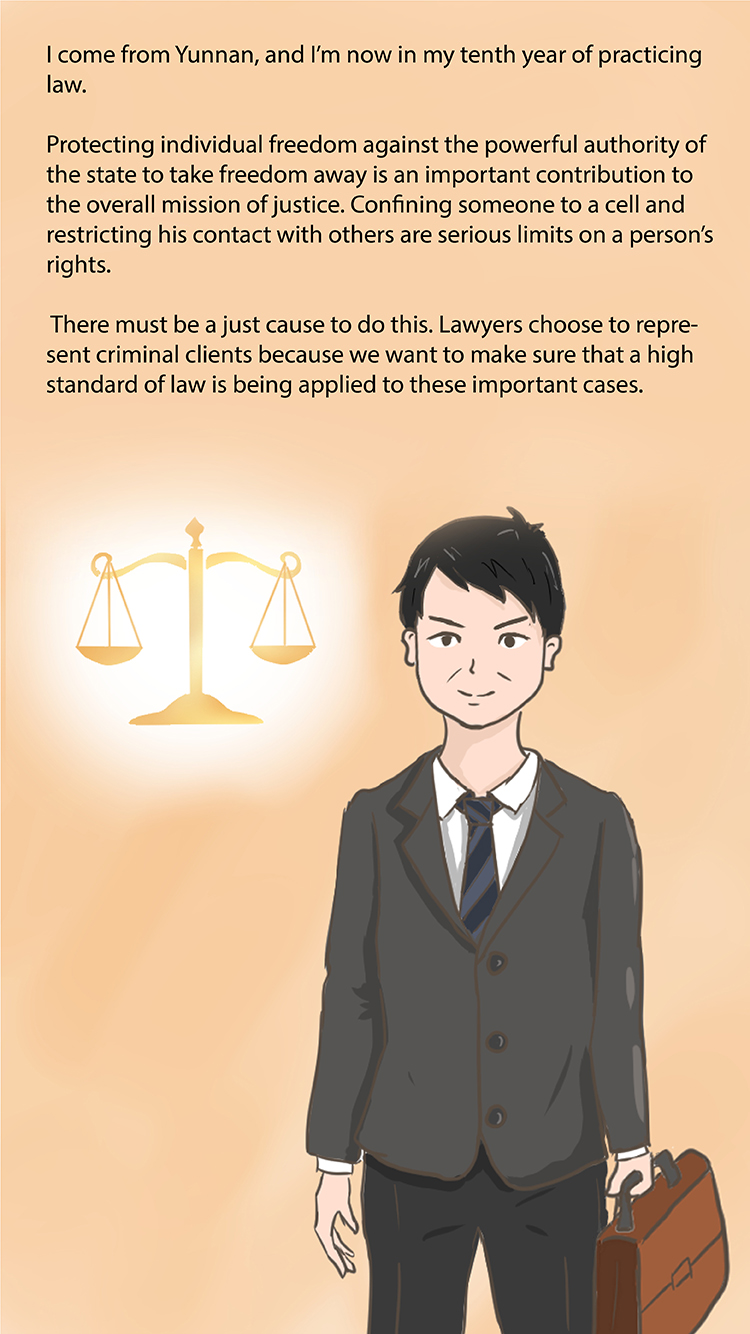 I come from Yunnan, and I’m now in my tenth year of practicing
law.
Protecting individual freedom against the powerful authority of
the state to take freedom away is an important contribution to
the overall mission of justice. Confining someone to a cell and
restricting his contact with others are serious limits on a person’s
rights.
There must be a just cause to do this. Lawyers choose to repre-
sent criminal clients because we want to make sure that a high
standard of law is being applied to these important cases.